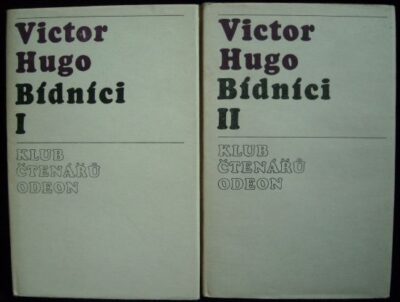 Victor
Hugo
Bídníci
I
KLUB
ČTENÁŘŮ
ODEON
Victor
Hugo
Bídníci
II
KLUB
ČTENÁŘŮ
ODEON